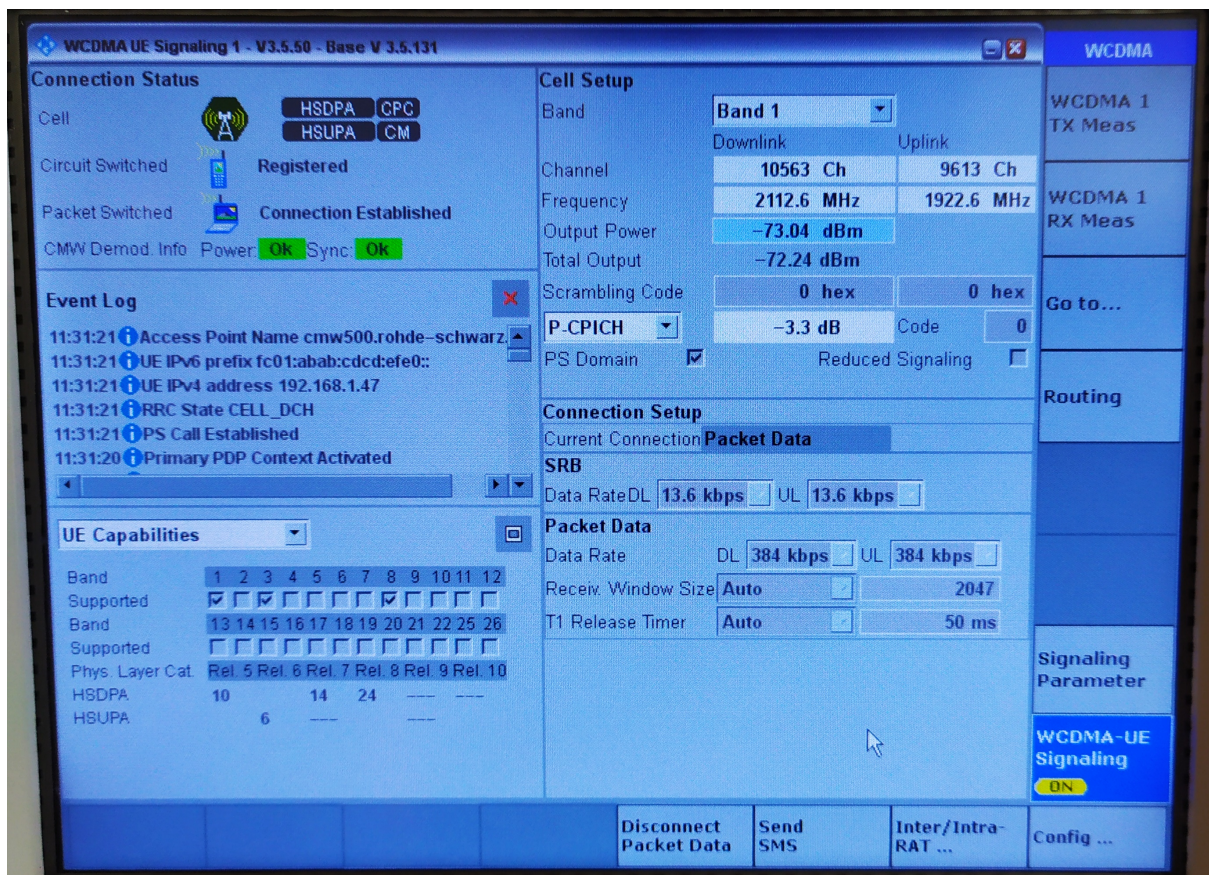 WCDMA UE Signaling 1 - V3.5.50 - Base V 3.5.131
WCDMA
Connection Status
Cell
HSDPA CPC
HSUPA CM
Circuit Switched Registered
Packet Switched Connection Established
CMW Demod. Info Power: Ok Sync: Ok
Event Log
11:31:21 Access Point Name cmw500.rohde-schwarz.
11:31:21 UE IPv6 prefix fc01:abab:cdcd:efe0::
11:31:21 UE IPv4 address 192.168.1.47
11:31:21 RRC State CELL_DCH
11:31:21 PS Call Established
11:31:20 Primary PDP Context Activated
UE Capabilities
Band 1 2 3 4 5 6 7 8 9 10 11 12
Supported
Band 13 14 15 16 17 18 19 20 21 22 25 26
Supported
Phys. Layer Cat. Rel. 5 Rel. 6 Rel. 7 Rel. 8 Rel. 9 Rel. 10
HSDPA 10 14 24 --- ---
HSUPA 6 --- ---
Cell Setup
Band Band 1
Downlink Uplink
Channel 10563 Ch 9613 Ch
Frequency 2112.6 MHz 1922.6 MHz
Output Power -73.04 dBm
Total Output -72.24 dBm
Scrambling Code 0 hex 0 hex
P-CPICH -3.3 dB Code 0
PS Domain Reduced Signaling
Connection Setup
Current Connection Packet Data
SRB
Data Rate DL 13.6 kbps UL 13.6 kbps
Packet Data
Data Rate DL 384 kbps UL 384 kbps
Receiv. Window Size Auto 2047
T1 Release Timer Auto 50 ms
WCDMA 1
TX Meas
WCDMA 1
RX Meas
Go to...
Routing
Signaling
Parameter
WCDMA-UE
Signaling
ON
Disconnect
Packet Data
Send
SMS
Inter/Intra-
RAT ...
Config ...